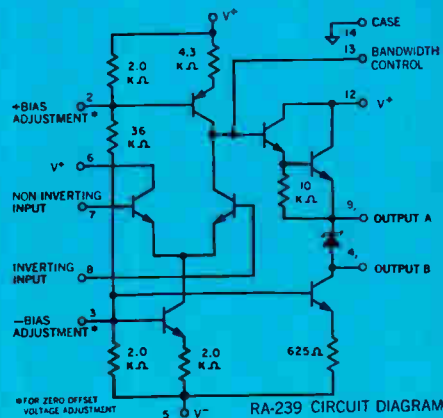 V+
CASE
14
13 BANDWIDTH
CONTROL
4.3
KΩ
2.0
KΩ
2
+BIAS
ADJUSTMENT*
12 V+
36
KΩ
V+ 6
10
KΩ
NON INVERTING
INPUT
7
9, OUTPUT A
4, OUTPUT B
INVERTING
INPUT
8
-BIAS
ADJUSTMENT*
3
2.0
KΩ
2.0
KΩ
625Ω
*FOR ZERO OFFSET
VOLTAGE ADJUSTMENT
5 V-
RA-239 CIRCUIT DIAGRAM